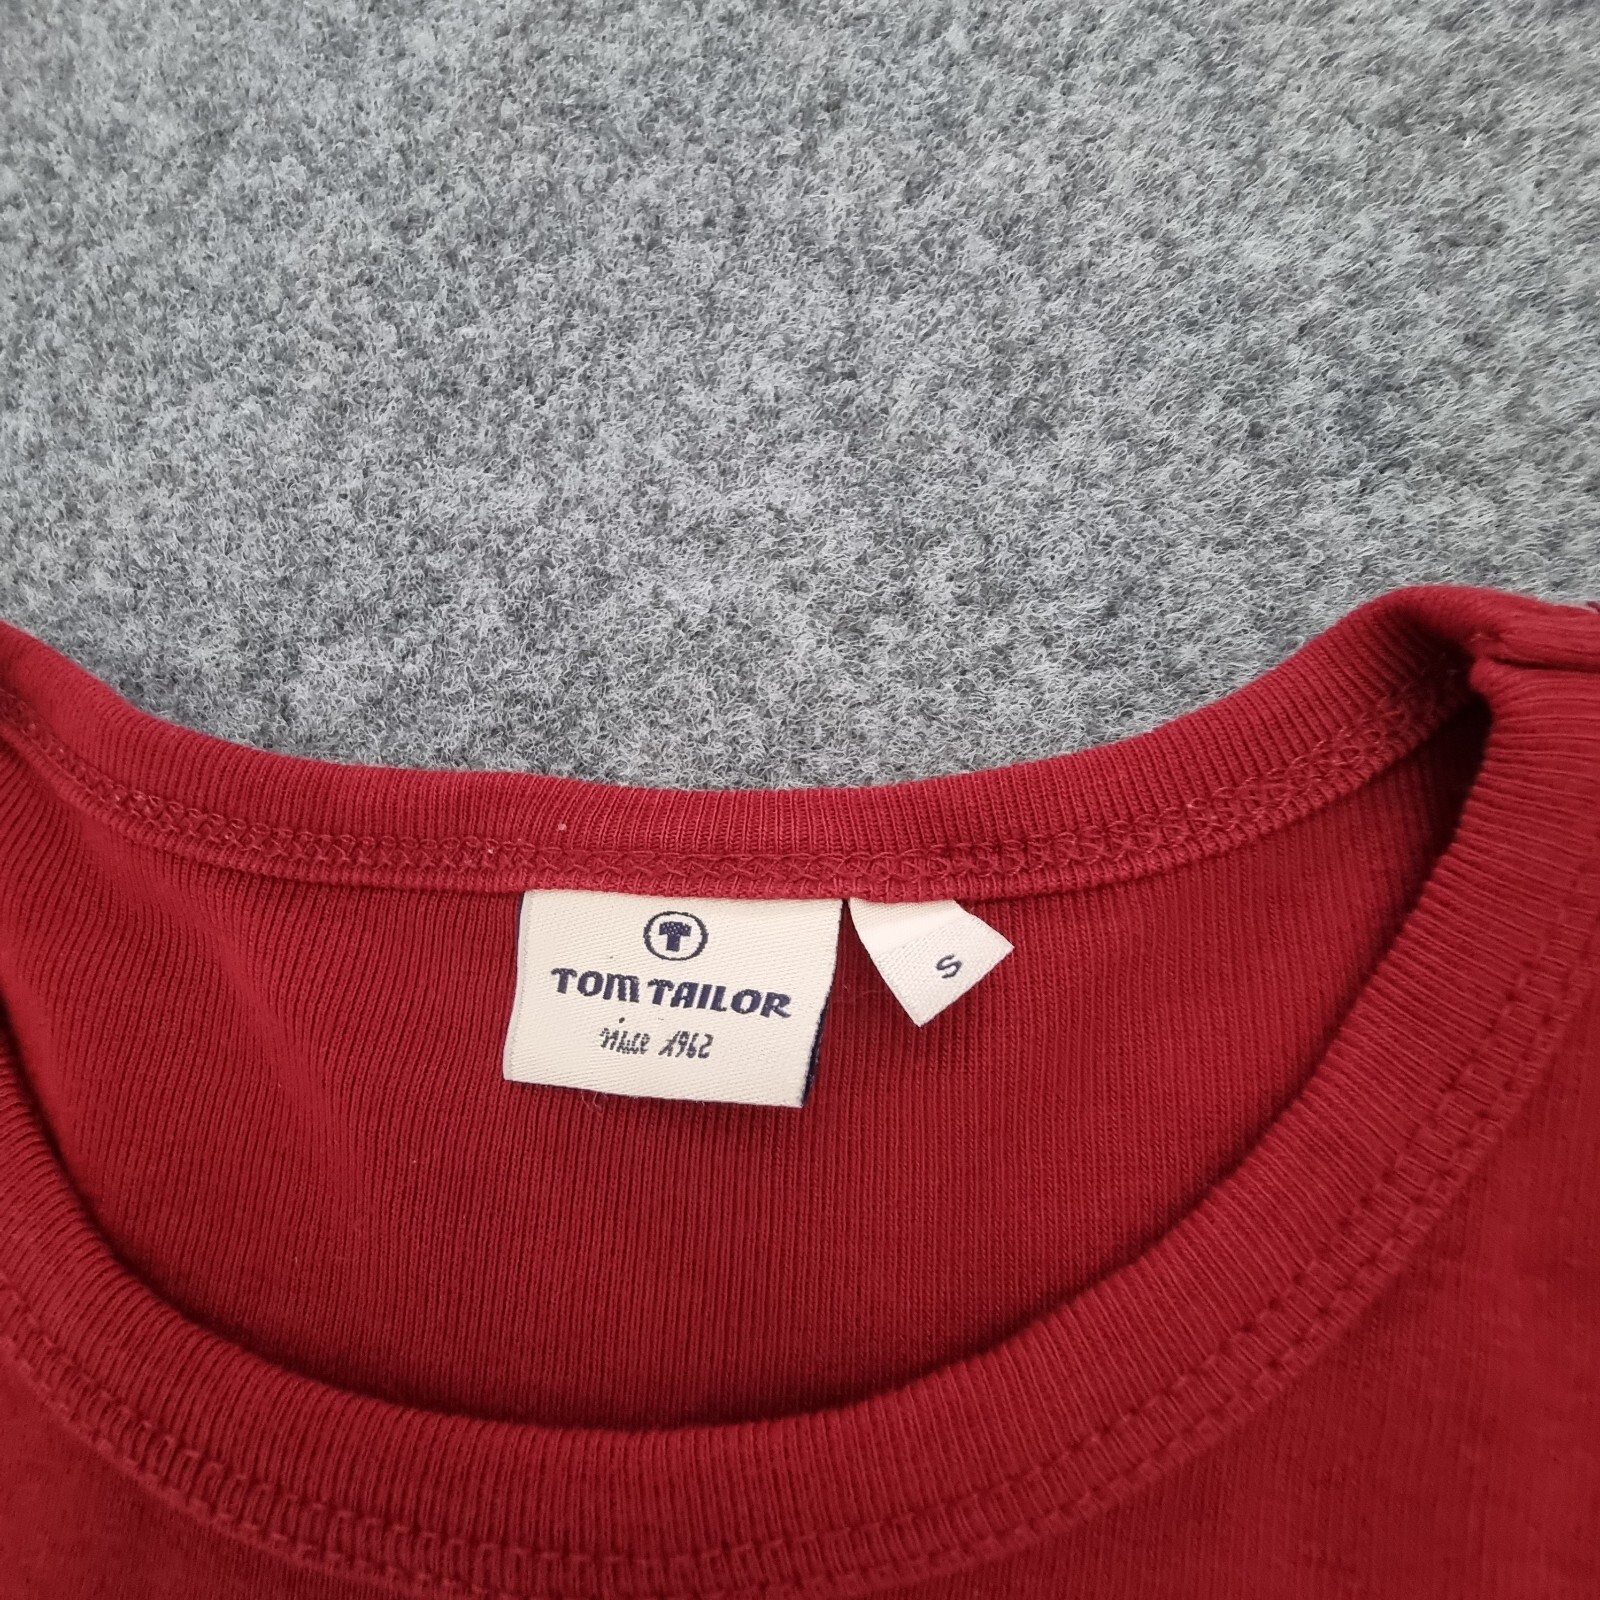 T
TOM TAILOR
since 1962
S